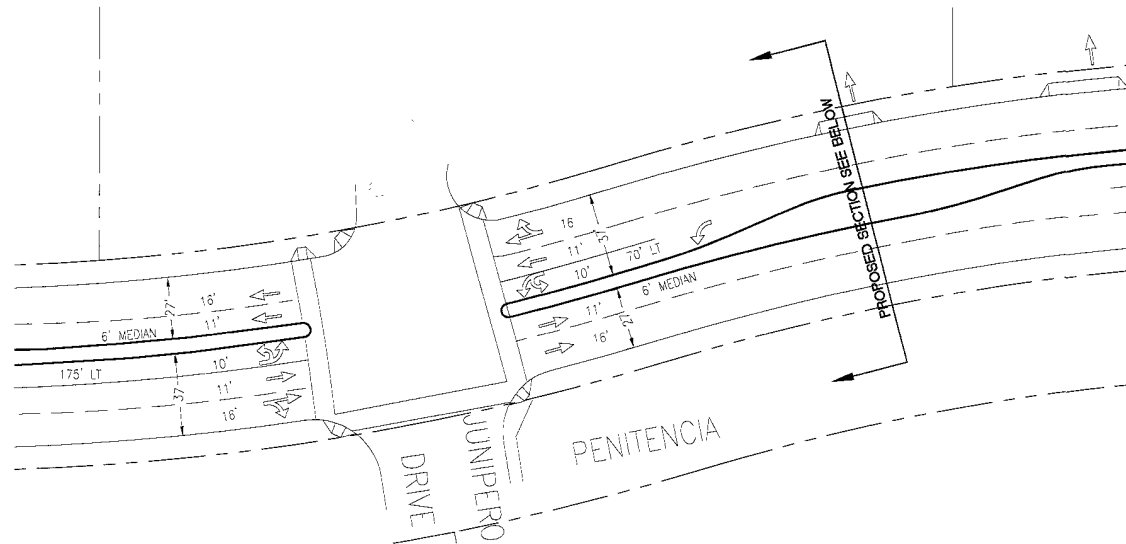 PROPOSED SECTION SEE BELOW
16'
11'
37'
10'
70' LT
6' MEDIAN
11'
16'
27'
27'
16'
11'
6' MEDIAN
175' LT
10'
11'
37'
16'
JUNIPERO
DRIVE
PENITENCIA